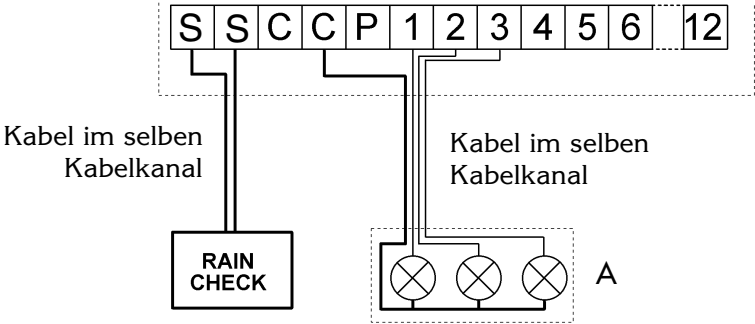 S S C C P 1 2 3 4 5 6 12
Kabel im selben
Kabelkanal
Kabel im selben
Kabelkanal
RAIN
CHECK
A